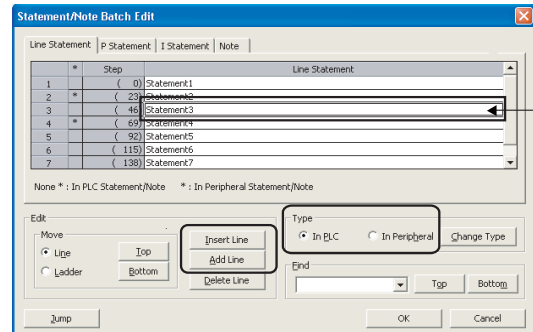 Statement/Note Batch Edit
Line Statement P Statement I Statement Note
* Step Line Statement
1 ( 0) Statement1
2 * ( 23) Statement2
3 ( 46) Statement3
4 * ( 69) Statement4
5 ( 92) Statement5
6 ( 115) Statement6
7 ( 138) Statement7
None * : In PLC Statement/Note * : In Peripheral Statement/Note
Edit
Move
Line
Ladder
Top
Bottom
Insert Line
Add Line
Delete Line
Type
In PLC In Peripheral Change Type
Find
Top Bottom
Jump OK Cancel